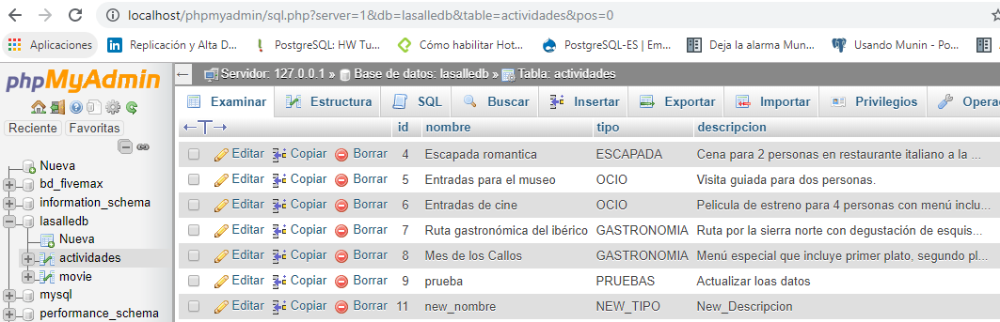 localhost/phpmyadmin/sql.php?server=1&db=lasalledb&table=actividades&pos=0
Aplicaciones Replicación y Alta D... PostgreSQL: HW Tu... Cómo habilitar Hot... PostgreSQL-ES | Em... Deja la alarma Mun... Usando Munin - Po...
phpMyAdmin
Reciente Favoritas
Nueva
bd_fivemax
information_schema
lasalledb
Nueva
actividades
movie
mysql
performance_schema
Servidor: 127.0.0.1 » Base de datos: lasalledb » Tabla: actividades
Examinar Estructura SQL Buscar Insertar Exportar Importar Privilegios Opera
←T→ id nombre tipo descripcion
Editar Copiar Borrar 4 Escapada romantica ESCAPADA Cena para 2 personas en restaurante italiano a la ...
Editar Copiar Borrar 5 Entradas para el museo OCIO Visita guiada para dos personas.
Editar Copiar Borrar 6 Entradas de cine OCIO Pelicula de estreno para 4 personas con menú inclu...
Editar Copiar Borrar 7 Ruta gastronómica del ibérico GASTRONOMIA Ruta por la sierra norte con degustación de esquis...
Editar Copiar Borrar 8 Mes de los Callos GASTRONOMIA Menú especial que incluye primer plato, segundo pl...
Editar Copiar Borrar 9 prueba PRUEBAS Actualizar loas datos
Editar Copiar Borrar 11 new_nombre NEW_TIPO New_Descripcion